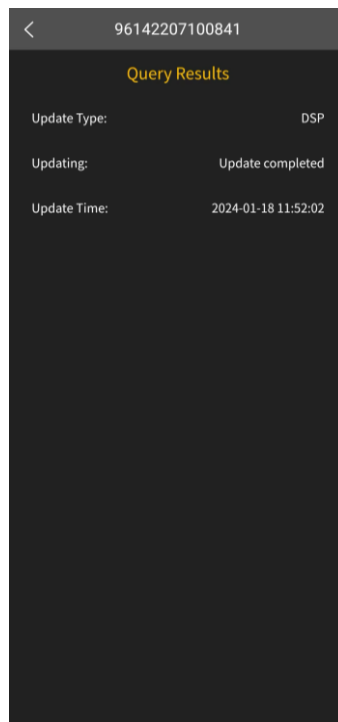 96142207100841
Query Results
Update Type: DSP
Updating: Update completed
Update Time: 2024-01-18 11:52:02